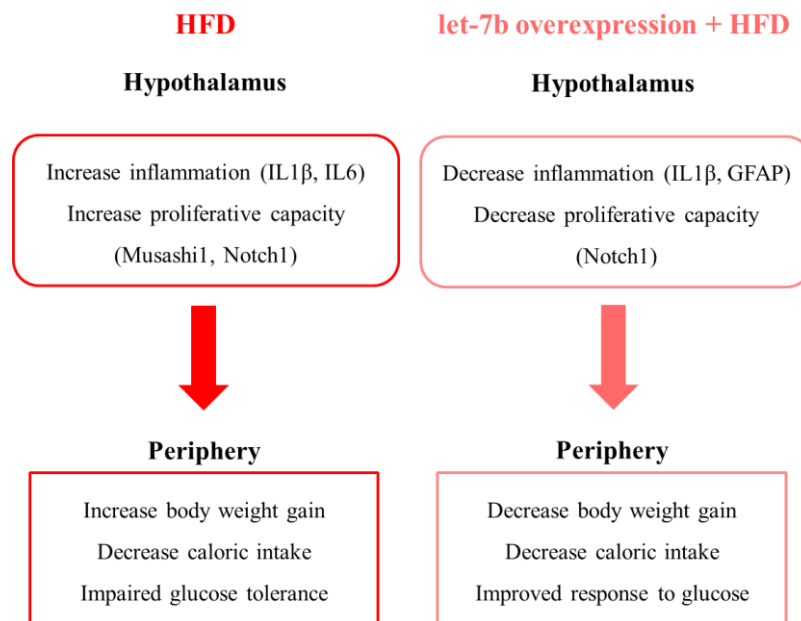 HFD
Hypothalamus
Increase inflammation (IL1β, IL6)
Increase proliferative capacity
(Musashi1, Notch1)
Periphery
Increase body weight gain
Decrease caloric intake
Impaired glucose tolerance
let-7b overexpression + HFD
Hypothalamus
Decrease inflammation (IL1β, GFAP)
Decrease proliferative capacity
(Notch1)
Periphery
Decrease body weight gain
Decrease caloric intake
Improved response to glucose